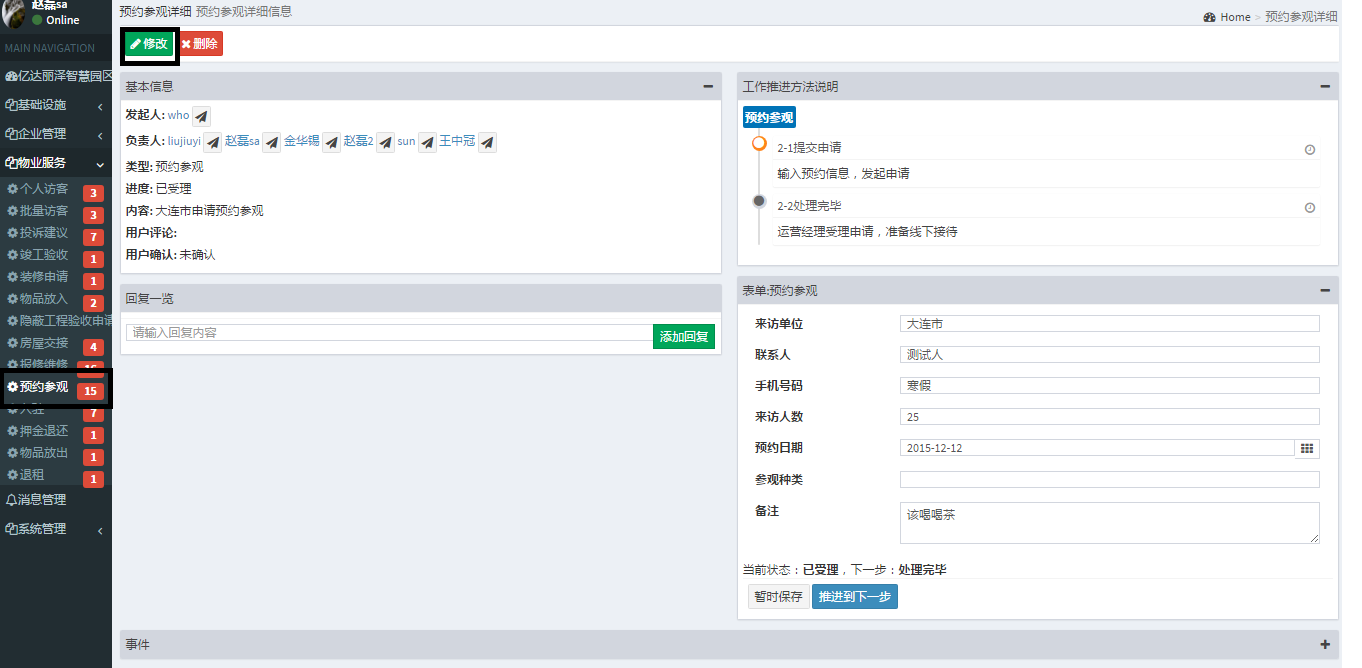 赵磊sa
Online
MAIN NAVIGATION
亿达丽泽智慧园区
基础设施
企业管理
物业服务
个人访客 3
批量访客 3
投诉建议 7
竣工验收 1
装修申请 1
物品放入 2
隐蔽工程验收申请
房屋交接 4
报修维修 16
预约参观 15
入驻 7
押金退还 1
物品放出 1
退租 1
消息管理
系统管理
预约参观详细 预约参观详细信息
Home > 预约参观详细
修改 删除
基本信息
发起人: who
负责人: liujiuyi 赵磊sa 金华锡 赵磊2 sun 王中冠
类型: 预约参观
进度: 已受理
内容: 大连市申请预约参观
用户评论:
用户确认: 未确认
回复一览
请输入回复内容 添加回复
工作推进方法说明
预约参观
2-1提交申请
输入预约信息，发起申请
2-2处理完毕
运营经理受理申请，准备线下接待
表单:预约参观
来访单位 大连市
联系人 测试人
手机号码 寒假
来访人数 25
预约日期 2015-12-12
参观种类
备注 该喝喝茶
当前状态：已受理，下一步：处理完毕
暂时保存 推进到下一步
事件